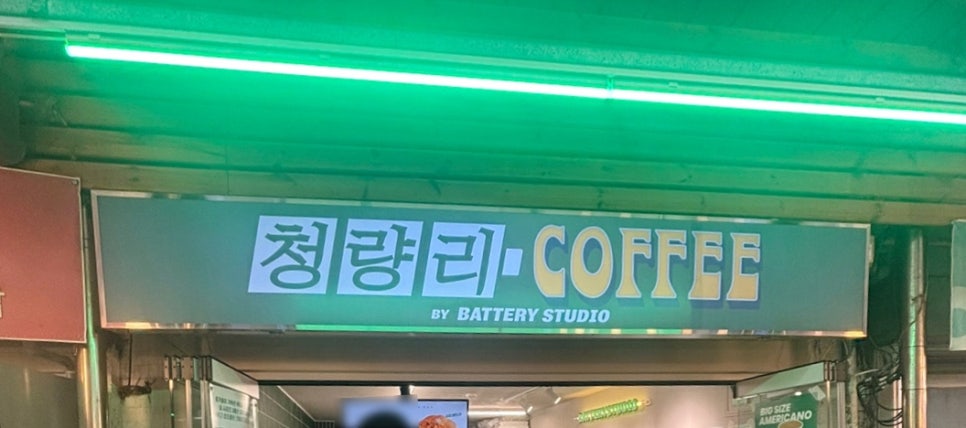 청량리 COFFEE
BY BATTERY STUDIO
BIG SIZE
AMERICANO